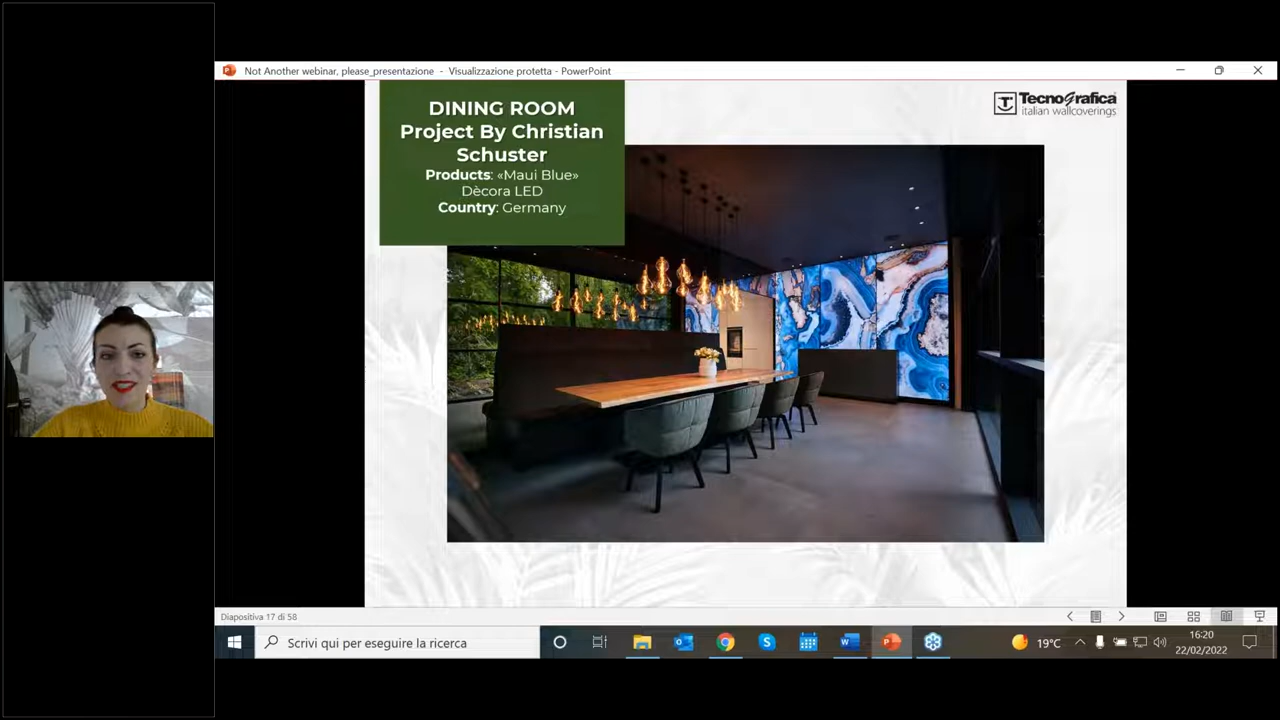 Not Another webinar, please_presentazione - Visualizzazione protetta - PowerPoint
DINING ROOM
Project By Christian
Schuster
Products: «Maui Blue»
Dècora LED
Country: Germany
Tecnografica
italian wallcoverings
Diapositiva 17 di 58
Scrivi qui per eseguire la ricerca
19°C
16:20
22/02/2022